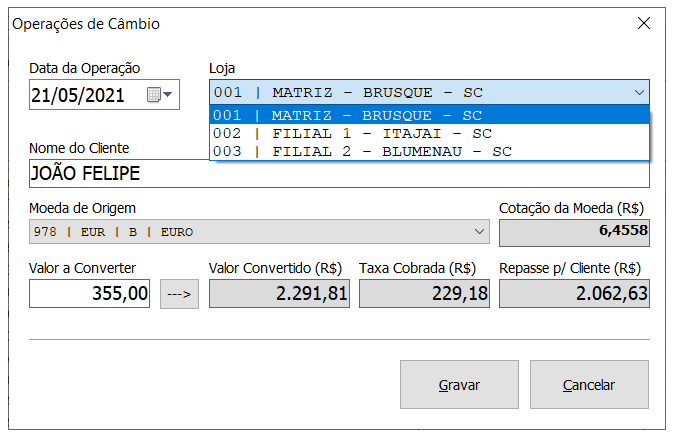 Operações de Câmbio
Data da Operação Loja
21/05/2021 001 | MATRIZ - BRUSQUE - SC
001 | MATRIZ - BRUSQUE - SC
002 | FILIAL 1 - ITAJAI - SC
003 | FILIAL 2 - BLUMENAU - SC
Nome do Cliente
JOÃO FELIPE
Moeda de Origem Cotação da Moeda (R$)
978 | EUR | B | EURO 6,4558
Valor a Converter Valor Convertido (R$) Taxa Cobrada (R$) Repasse p/ Cliente (R$)
355,00 ---> 2.291,81 229,18 2.062,63
Gravar Cancelar